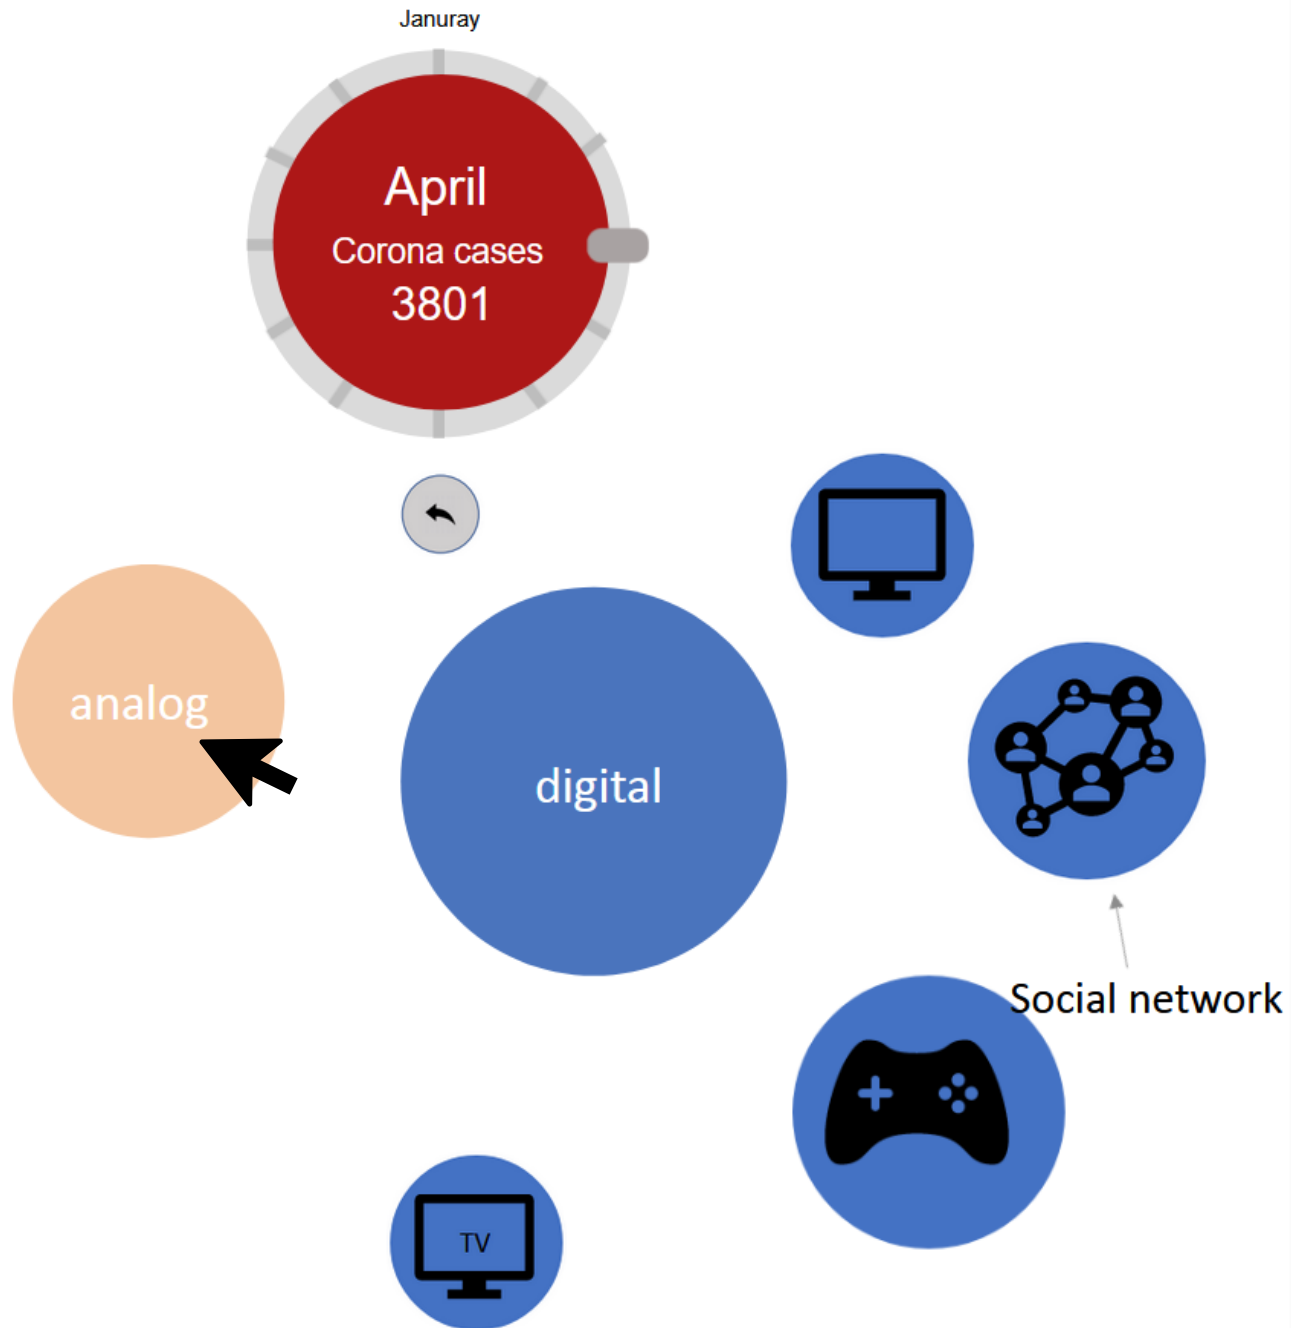 Januray
April
Corona cases
3801
analog
digital
Social network
TV